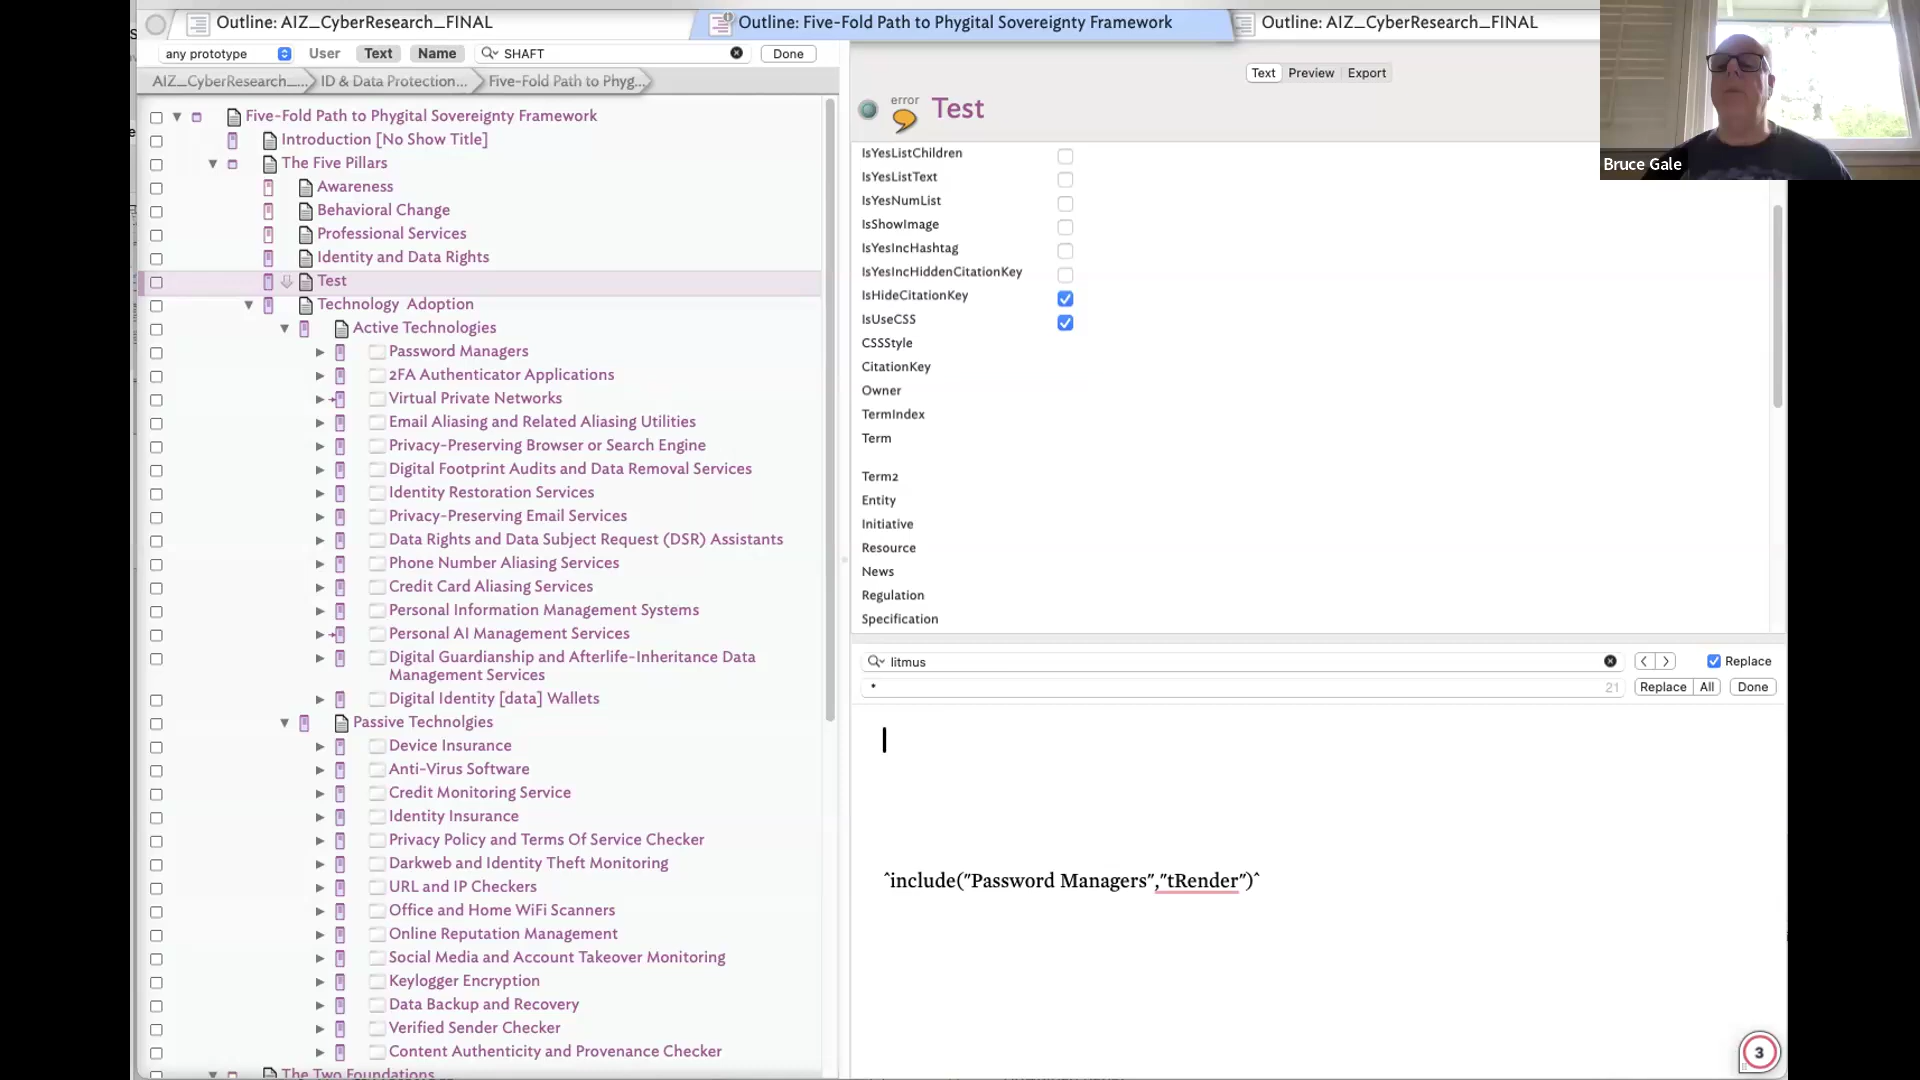 Outline: AIZ_CyberResearch_FINAL
Outline: Five-Fold Path to Phygital Sovereignty Framework
Outline: AIZ_CyberResearch_FINAL
any prototype
User
Text
Name
SHAFT
Done
AIZ_CyberResearch_...
ID & Data Protection...
Five-Fold Path to Phyg...
Five-Fold Path to Phygital Sovereignty Framework
Introduction [No Show Title]
The Five Pillars
Awareness
Behavioral Change
Professional Services
Identity and Data Rights
Test
Technology Adoption
Active Technologies
Password Managers
2FA Authenticator Applications
Virtual Private Networks
Email Aliasing and Related Aliasing Utilities
Privacy-Preserving Browser or Search Engine
Digital Footprint Audits and Data Removal Services
Identity Restoration Services
Privacy-Preserving Email Services
Data Rights and Data Subject Request (DSR) Assistants
Phone Number Aliasing Services
Credit Card Aliasing Services
Personal Information Management Systems
Personal AI Management Services
Digital Guardianship and Afterlife-Inheritance Data
Management Services
Digital Identity [data] Wallets
Passive Technolgies
Device Insurance
Anti-Virus Software
Credit Monitoring Service
Identity Insurance
Privacy Policy and Terms Of Service Checker
Darkweb and Identity Theft Monitoring
URL and IP Checkers
Office and Home WiFi Scanners
Online Reputation Management
Social Media and Account Takeover Monitoring
Keylogger Encryption
Data Backup and Recovery
Verified Sender Checker
Content Authenticity and Provenance Checker
The Two Foundations
Text
Preview
Export
error
Test
IsYesListChildren
IsYesListText
IsYesNumList
IsShowImage
IsYesIncHashtag
IsYesIncHiddenCitationKey
IsHideCitationKey
IsUseCSS
CSSStyle
CitationKey
Owner
TermIndex
Term
Term2
Entity
Initiative
Resource
News
Regulation
Specification
litmus
Replace
*
21
Replace
All
Done
^include("Password Managers","tRender")^
3
Bruce Gale